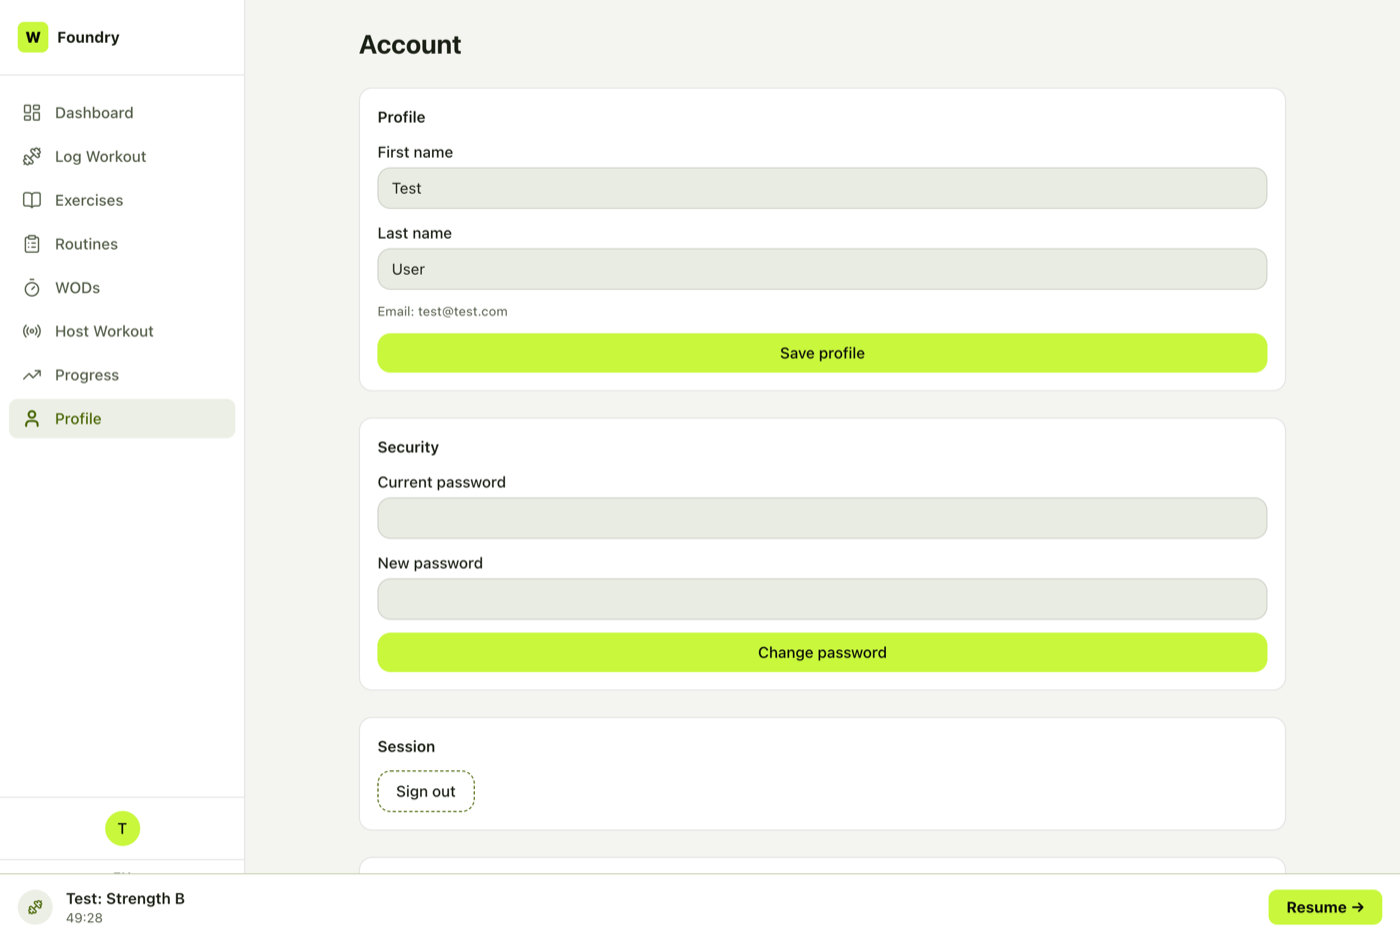 W Foundry
Dashboard
Log Workout
Exercises
Routines
WODs
Host Workout
Progress
Profile
T
Account
Profile
First name
Test
Last name
User
Email: test@test.com
Save profile
Security
Current password
New password
Change password
Session
Sign out
Test: Strength B
49:28
Resume →